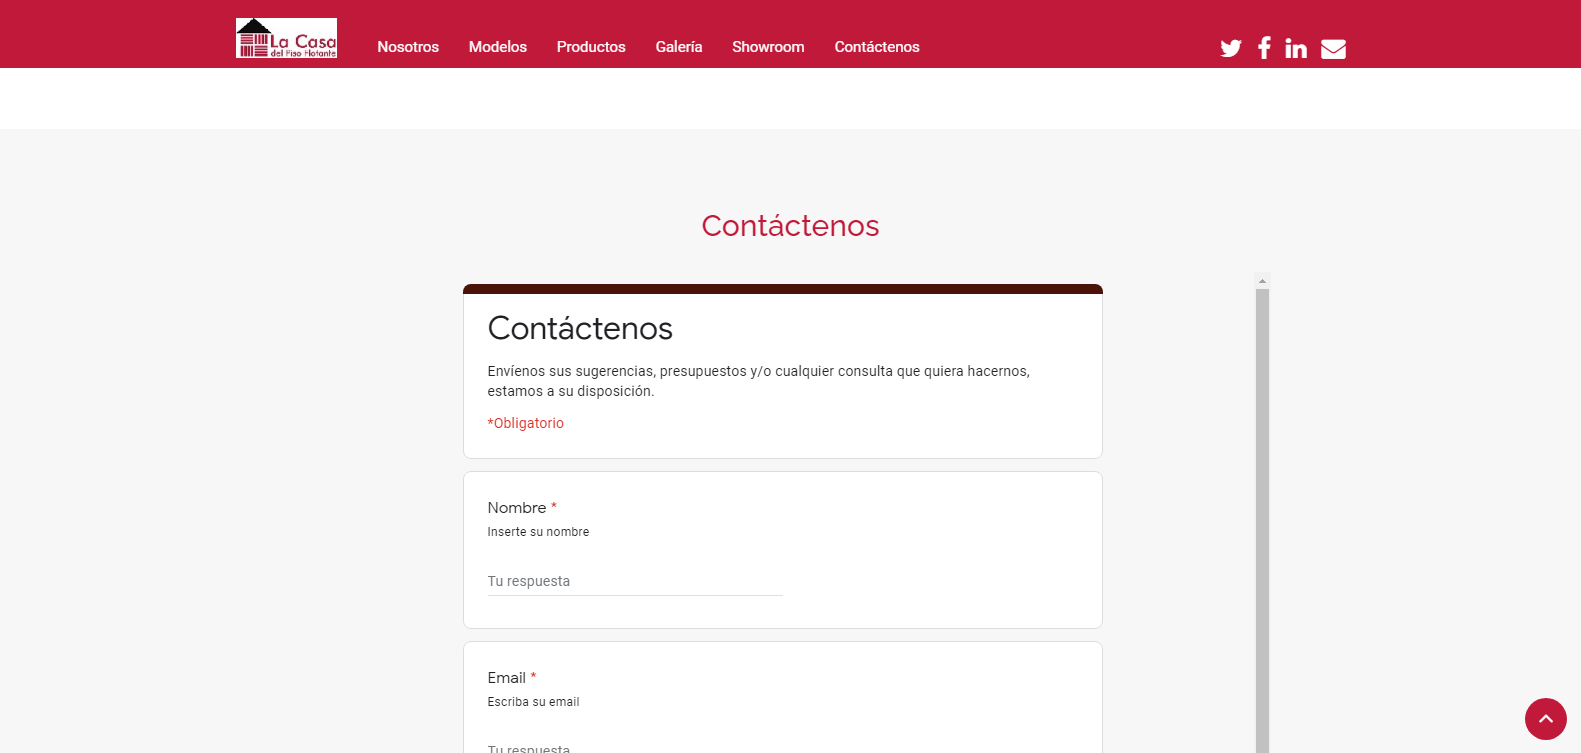 La Casa
del Piso Flotante
Nosotros
Modelos
Productos
Galería
Showroom
Contáctenos
Contáctenos
Contáctenos
Envíenos sus sugerencias, presupuestos y/o cualquier consulta que quiera hacernos,
estamos a su disposición.
*Obligatorio
Nombre *
Inserte su nombre
Tu respuesta
Email *
Escriba su email
Tu respuesta